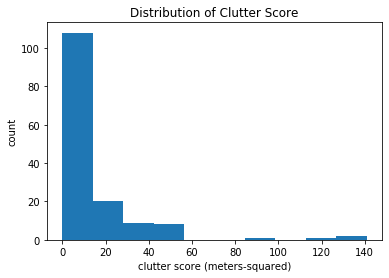 Distribution of Clutter Score
count
100
80
60
40
20
0
0 20 40 60 80 100 120 140
clutter score (meters-squared)